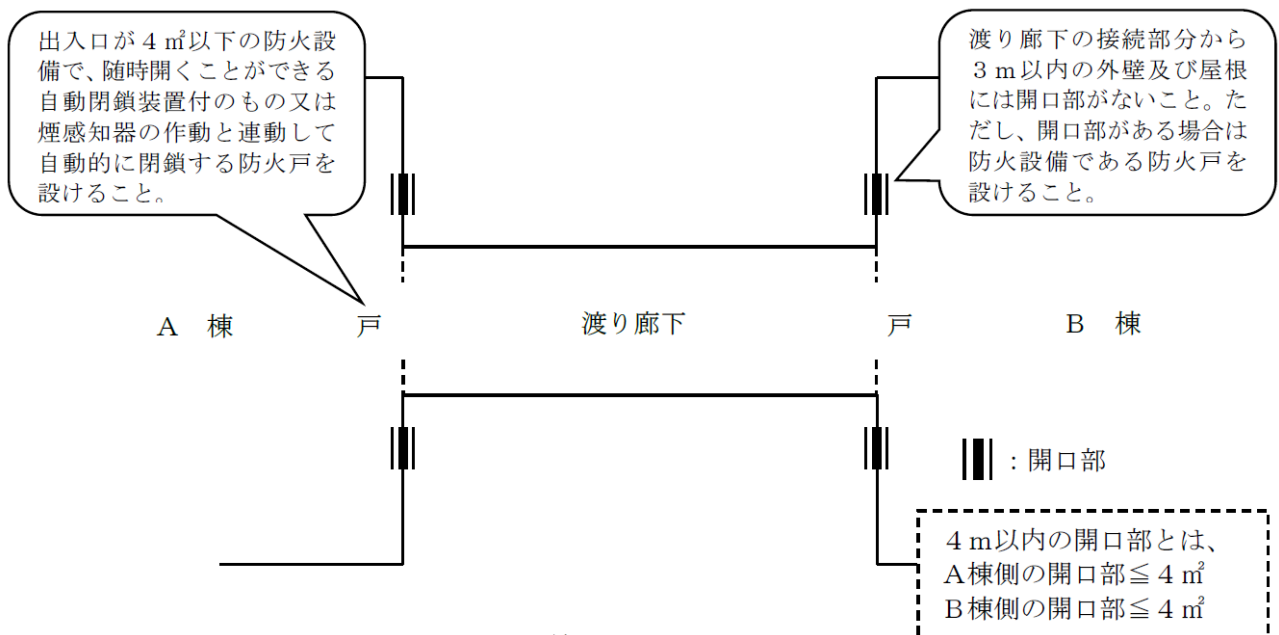 出入口が４㎡以下の防火設
備で、随時開くことができる
自動閉鎖装置付のもの又は
煙感知器の作動と連動して
自動的に閉鎖する防火戸を
設けること。
渡り廊下の接続部分から
３ｍ以内の外壁及び屋根
には開口部がないこと。た
だし、開口部がある場合は
防火設備である防火戸を
設けること。
A　棟
戸
渡り廊下
戸
B　棟
：開口部
４ｍ以内の開口部とは、
A棟側の開口部≦４㎡
B棟側の開口部≦４㎡